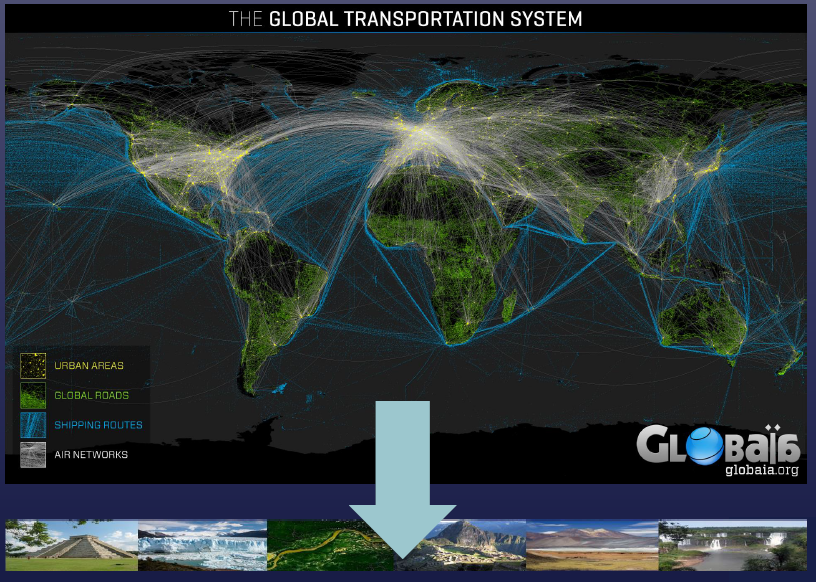 THE GLOBAL TRANSPORTATION SYSTEM
URBAN AREAS
GLOBAL ROADS
SHIPPING ROUTES
AIR NETWORKS
GLOBAÏA
globaia.org